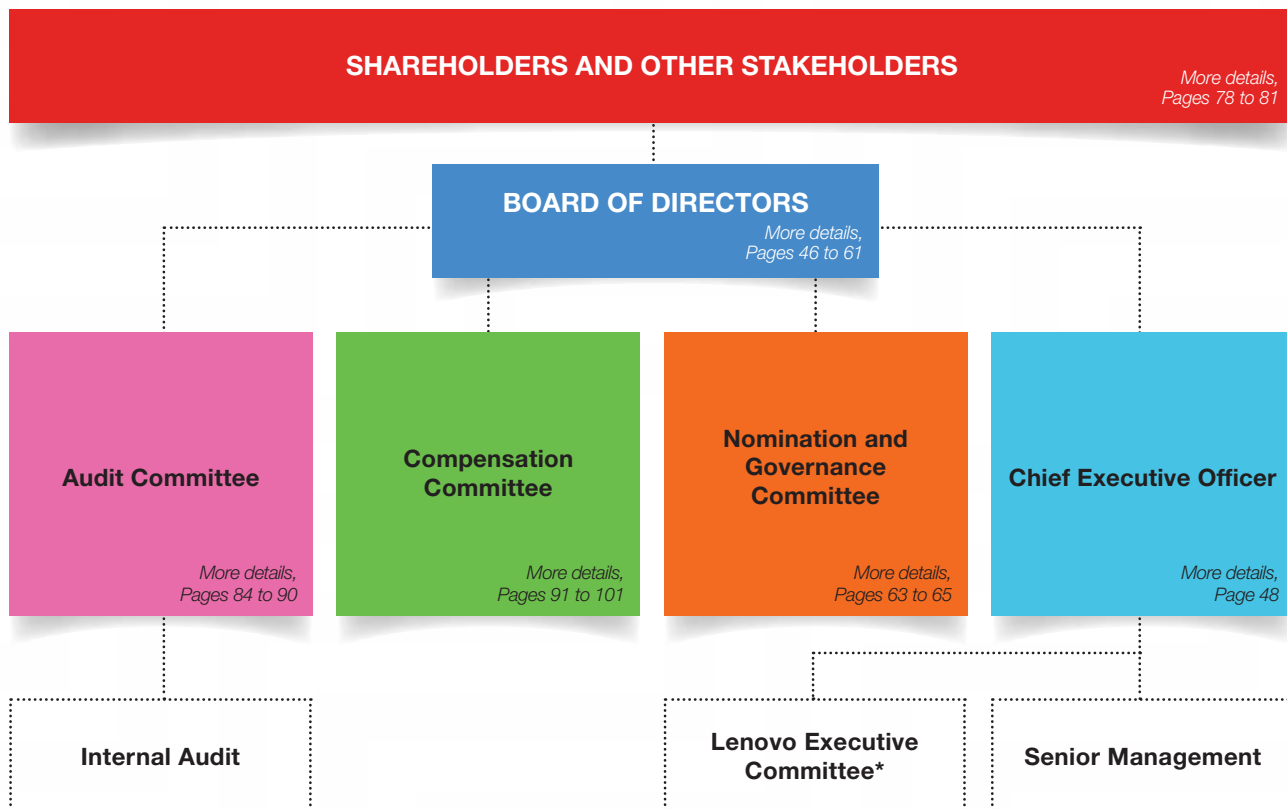 SHAREHOLDERS AND OTHER STAKEHOLDERS
More details,
Pages 78 to 81
BOARD OF DIRECTORS
More details,
Pages 46 to 61
Audit Committee
More details,
Pages 84 to 90
Compensation
Committee
More details,
Pages 91 to 101
Nomination and
Governance
Committee
More details,
Pages 63 to 65
Chief Executive Officer
More details,
Page 48
Internal Audit
Lenovo Executive
Committee*
Senior Management